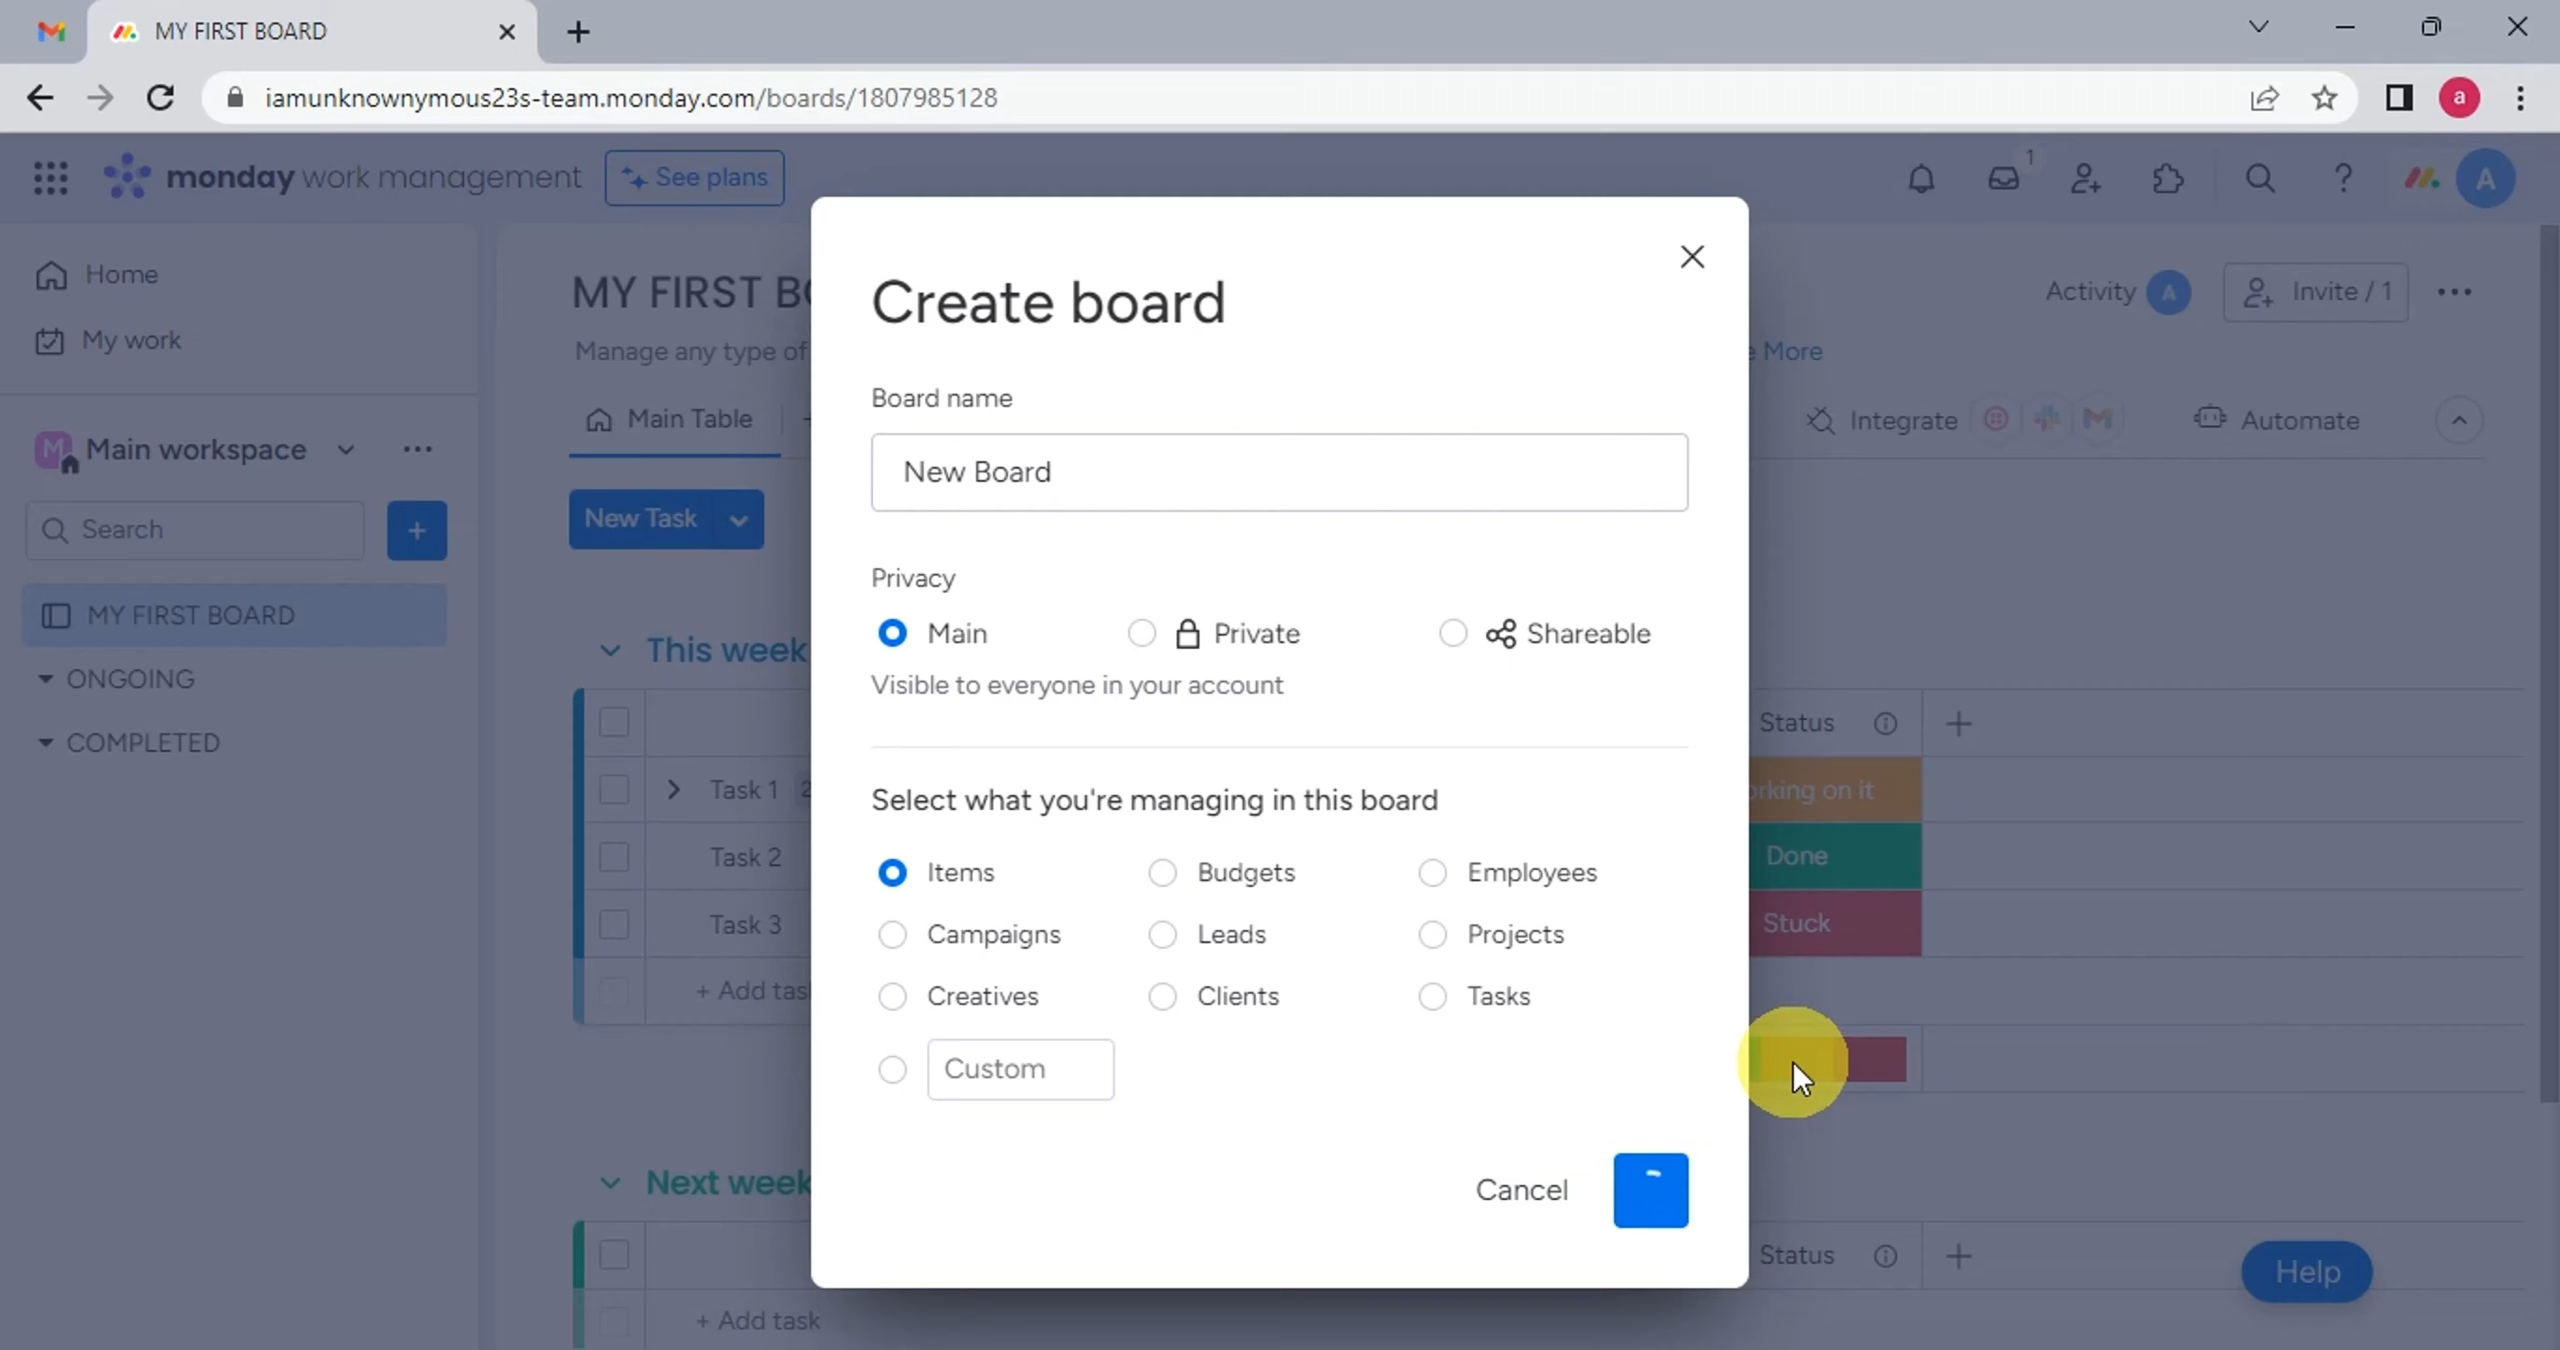 MY FIRST BOARD
iamunknownymous23s-team.monday.com/boards/1807985128
monday work management
See plans
1
A
Home
My work
M
Main workspace
Search
+
MY FIRST BOARD
ONGOING
COMPLETED
MY FIRST
Manage any type of
More
Activity A
Invite / 1
Main Table
Integrate
Automate
New Task
This week
Status
Task 1
orking on it
Task 2
Done
Task 3
Stuck
+ Add tas
Next week
Status
+ Add task
Create board
Board name
New Board
Privacy
Main
Private
Shareable
Visible to everyone in your account
Select what you're managing in this board
Items
Budgets
Employees
Campaigns
Leads
Projects
Creatives
Clients
Tasks
Custom
Cancel
Help
a